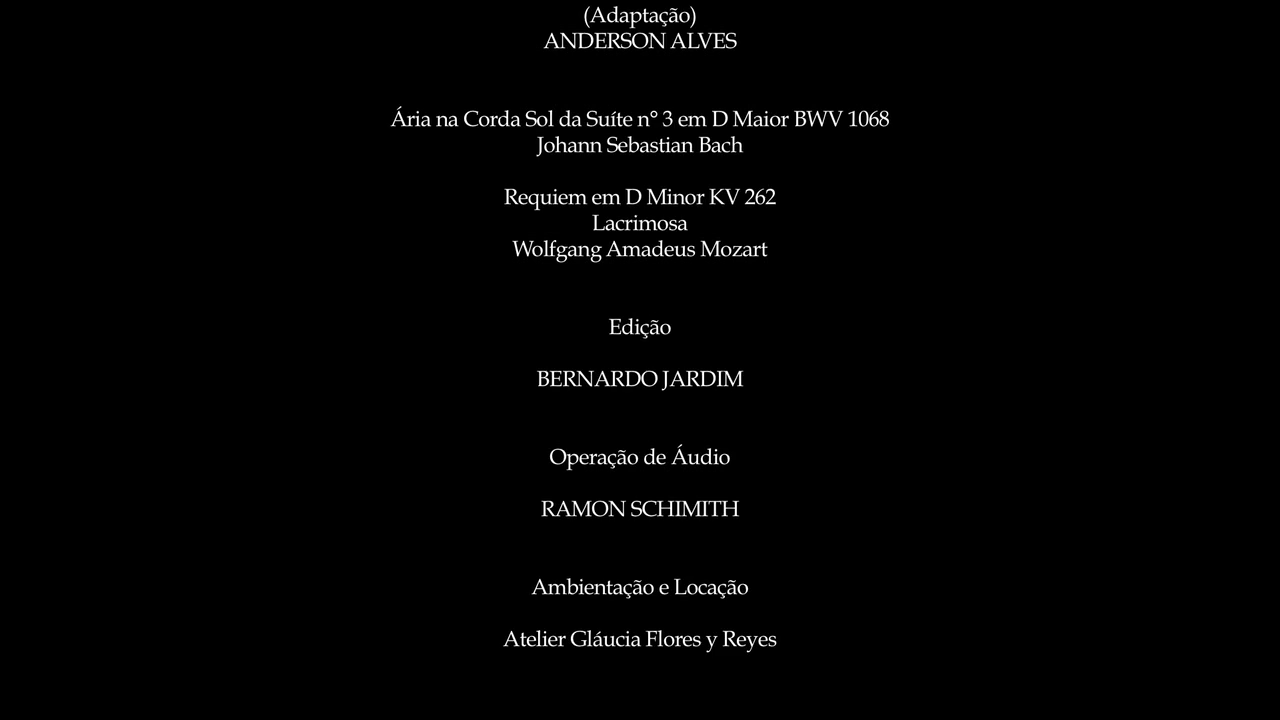 (Adaptação)
ANDERSON ALVES
Ária na Corda Sol da Suíte n° 3 em D Maior BWV 1068
Johann Sebastian Bach
Requiem em D Minor KV 262
Lacrimosa
Wolfgang Amadeus Mozart
Edição
BERNARDO JARDIM
Operação de Áudio
RAMON SCHIMITH
Ambientação e Locação
Atelier Gláucia Flores y Reyes